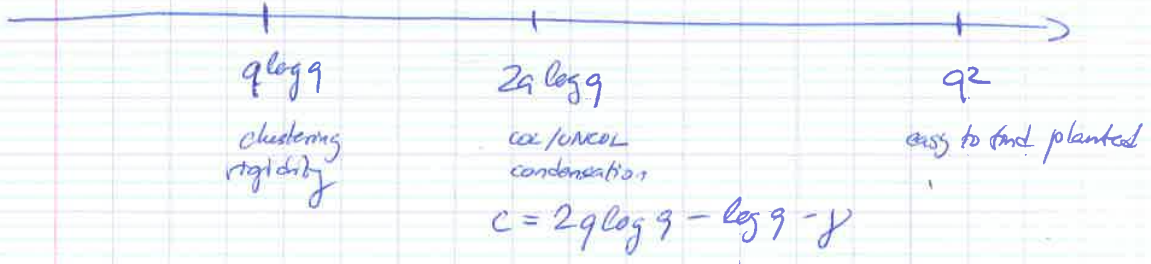 q log q 2q log q q²
clustering COL/UNCOL easy to find planted
rigidity condensation
c = 2q log q - log q - γ